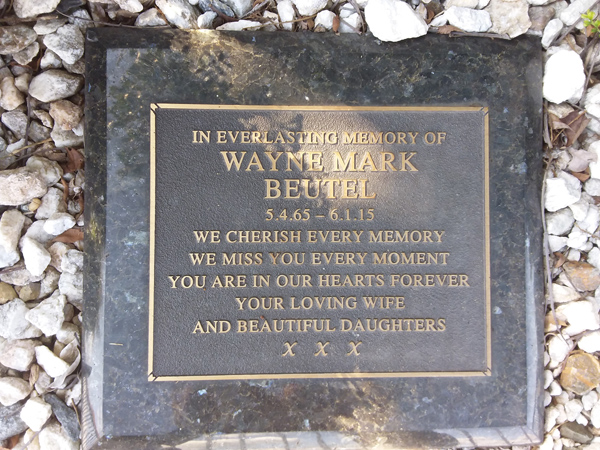 IN EVERLASTING MEMORY OF
WAYNE MARK
BEUTEL
5.4.65 – 6.1.15
WE CHERISH EVERY MEMORY
WE MISS YOU EVERY MOMENT
YOU ARE IN OUR HEARTS FOREVER
YOUR LOVING WIFE
AND BEAUTIFUL DAUGHTERS
X X X